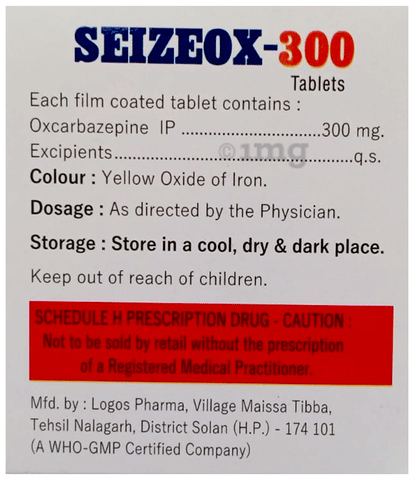 SEIZEOX-300
Tablets
Each film coated tablet contains :
Oxcarbazepine IP ..............................300 mg.
Excipients...................................................q.s.
1mg
Colour : Yellow Oxide of Iron.
Dosage : As directed by the Physician.
Storage : Store in a cool, dry & dark place.
Keep out of reach of children.
SCHEDULE H PRESCRIPTION DRUG - CAUTION :
Not to be sold by retail without the prescription
of a Registered Medical Practitioner.
Mfd. by : Logos Pharma, Village Maissa Tibba,
Tehsil Nalagarh, District Solan (H.P.) - 174 101
(A WHO-GMP Certified Company)